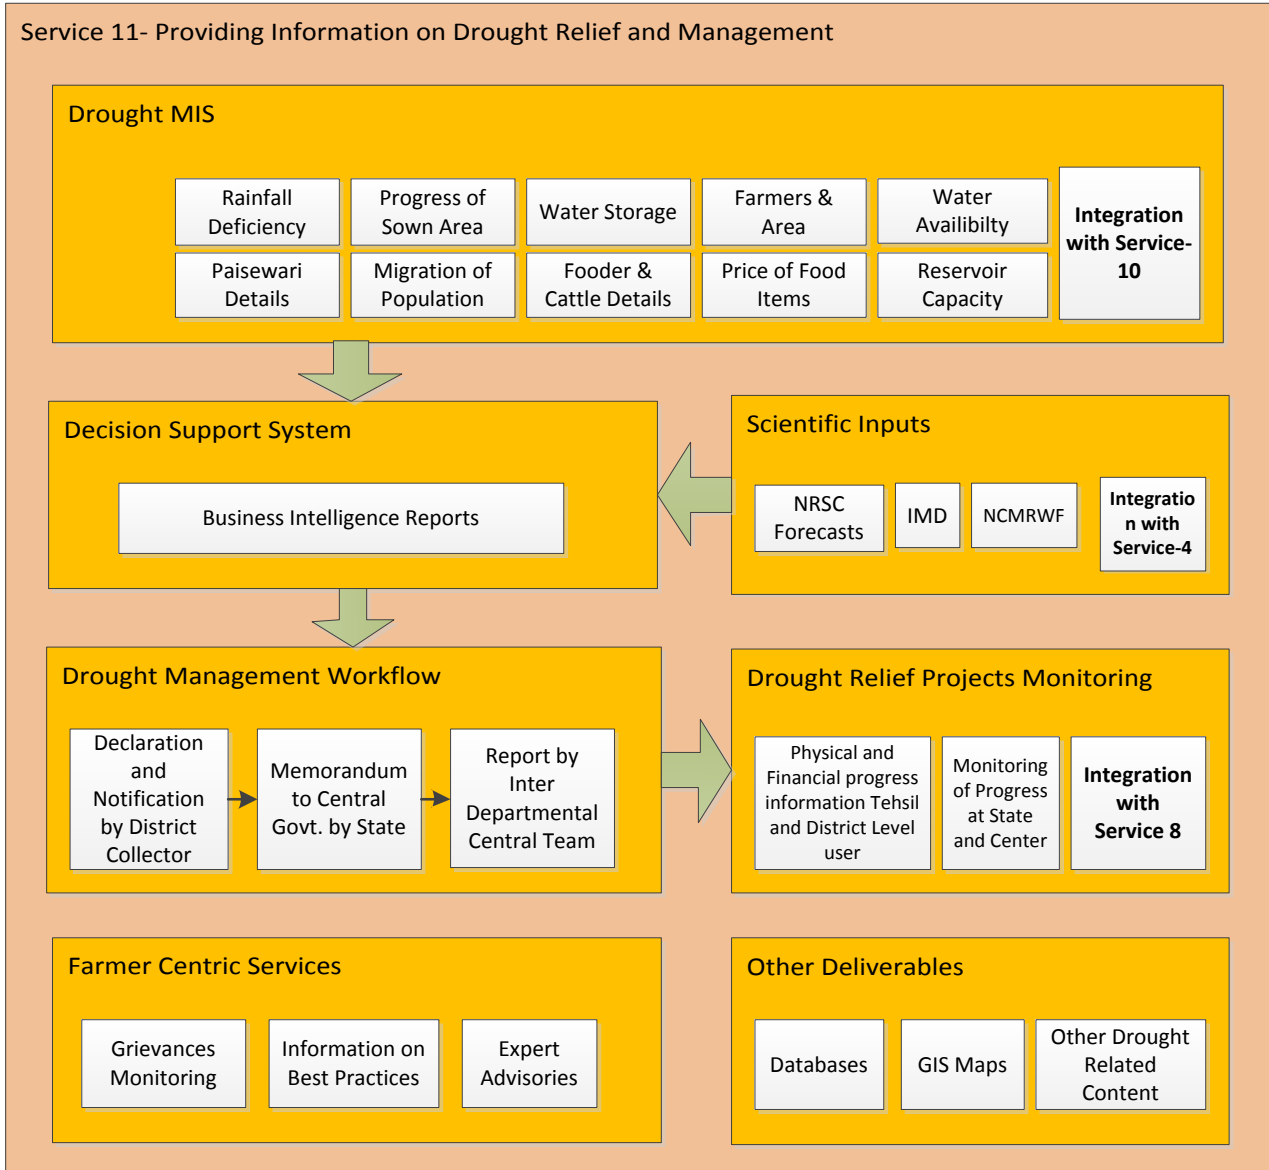 Service 11- Providing Information on Drought Relief and Management
Drought MIS
Rainfall
Deficiency
Progress of
Sown Area
Water Storage
Farmers &
Area
Water
Availibilty
Integration
with Service-
10
Paisewari
Details
Migration of
Population
Fooder &
Cattle Details
Price of Food
Items
Reservoir
Capacity
Decision Support System
Business Intelligence Reports
Scientific Inputs
NRSC
Forecasts
IMD
NCMRWF
Integratio
n with
Service-4
Drought Management Workflow
Declaration
and
Notification
by District
Collector
Memorandum
to Central
Govt. by State
Report by
Inter
Departmental
Central Team
Drought Relief Projects Monitoring
Physical and
Financial progress
information Tehsil
and District Level
user
Monitoring
of Progress
at State
and Center
Integration
with
Service 8
Farmer Centric Services
Grievances
Monitoring
Information on
Best Practices
Expert
Advisories
Other Deliverables
Databases
GIS Maps
Other Drought
Related
Content